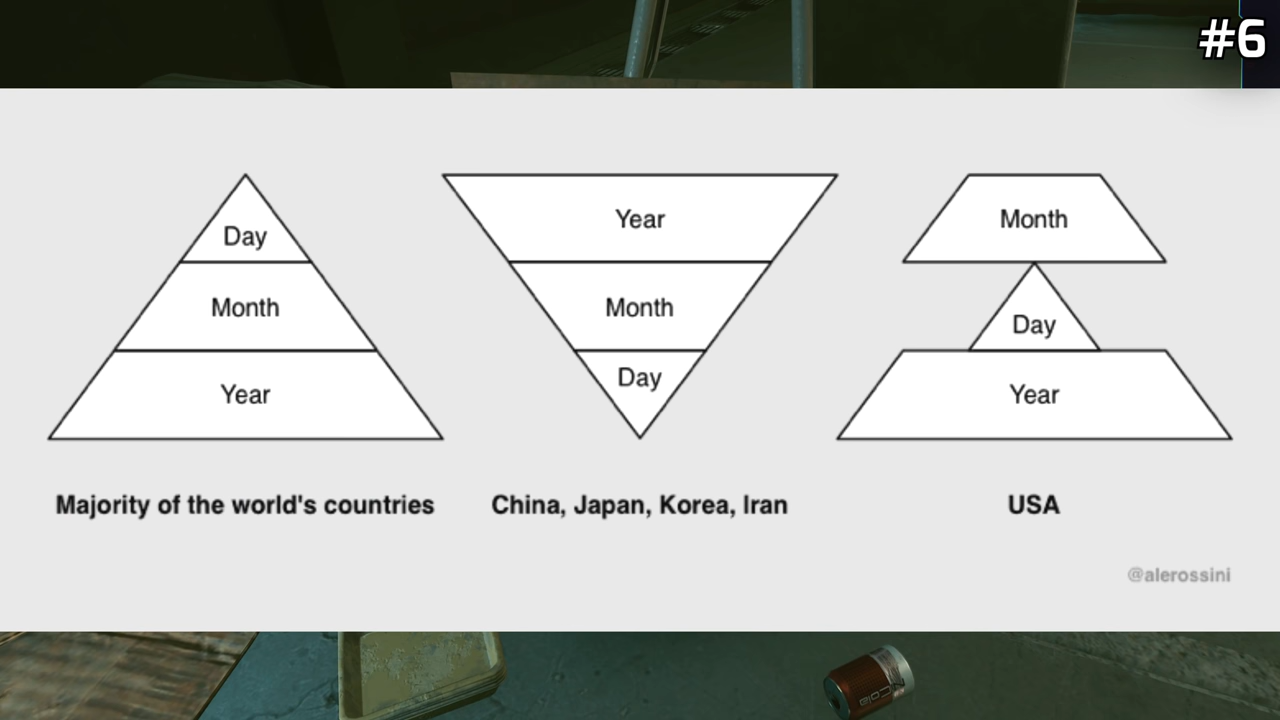 #6
Day
Month
Year
Majority of the world's countries
Year
Month
Day
China, Japan, Korea, Iran
Month
Day
Year
USA
@alerossini
Cola